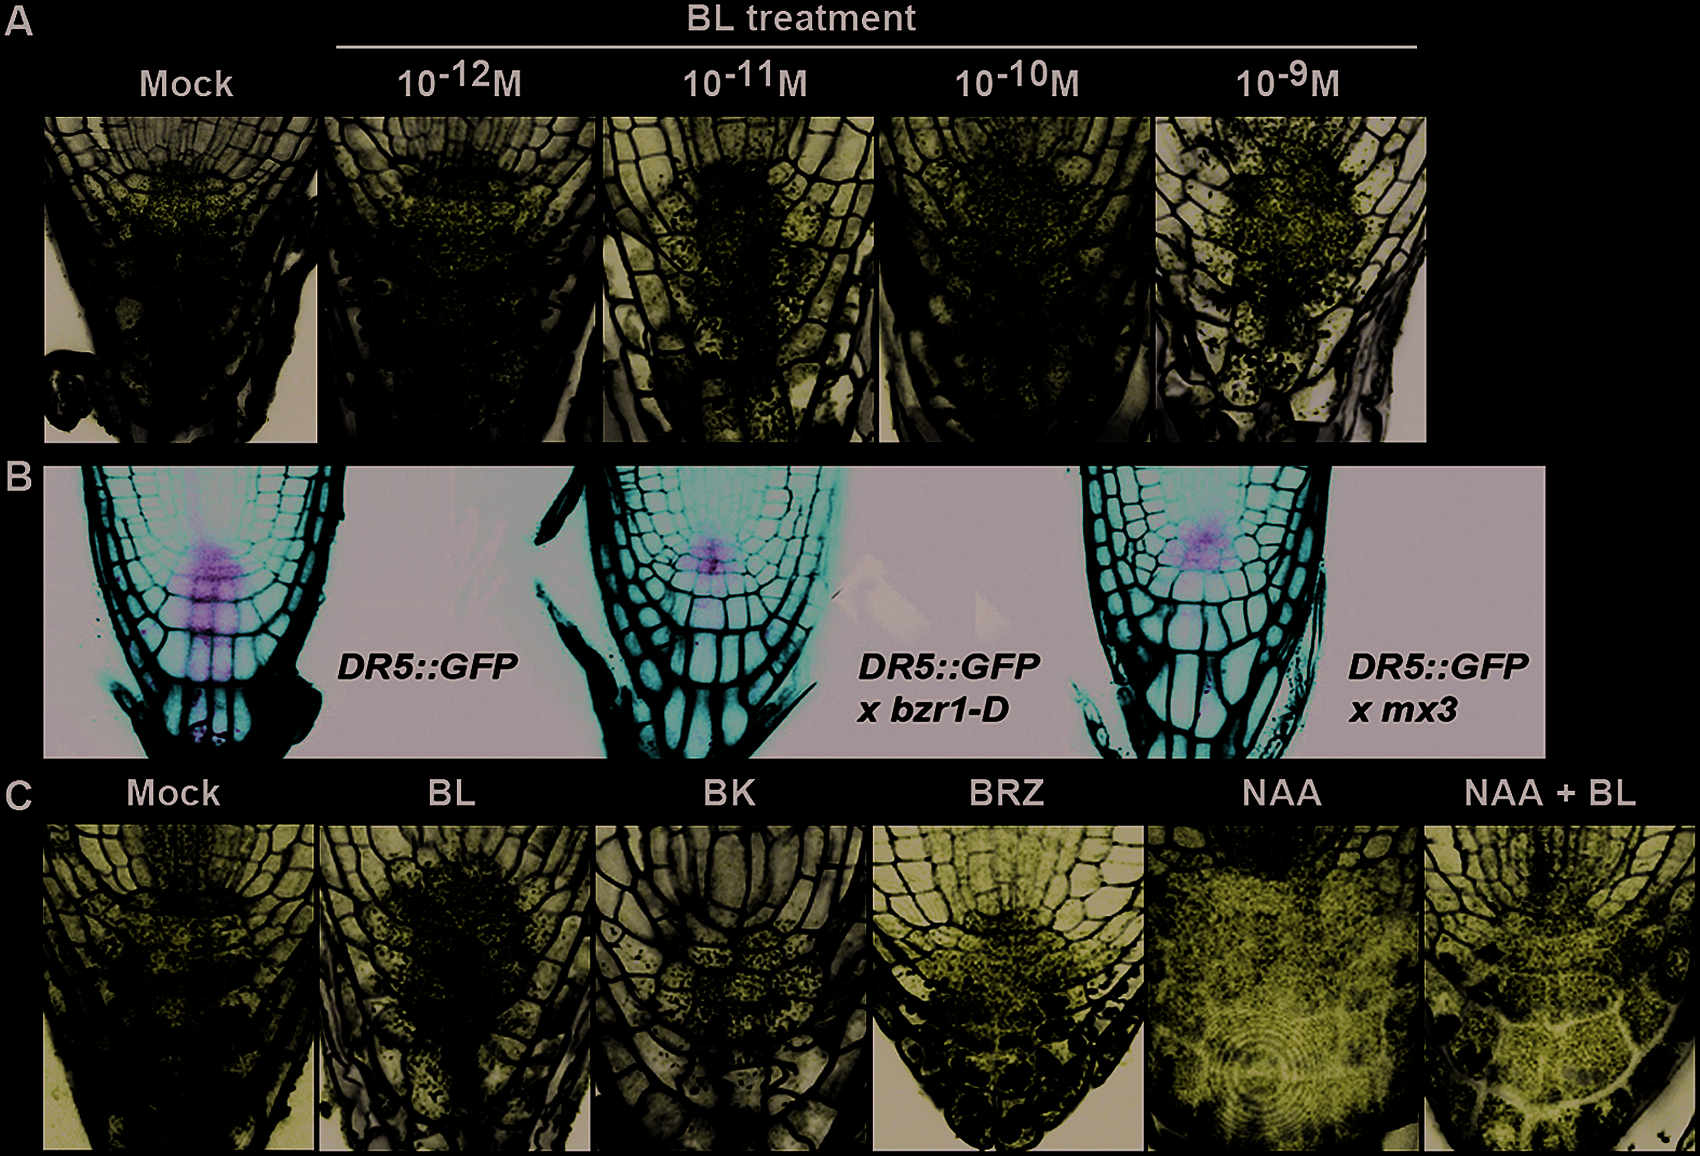 A
BL treatment
Mock
10-12M
10-11M
10-10M
10-9M
B
DR5::GFP
DR5::GFP
x bzr1-D
DR5::GFP
x mx3
C
Mock
BL
BK
BRZ
NAA
NAA + BL